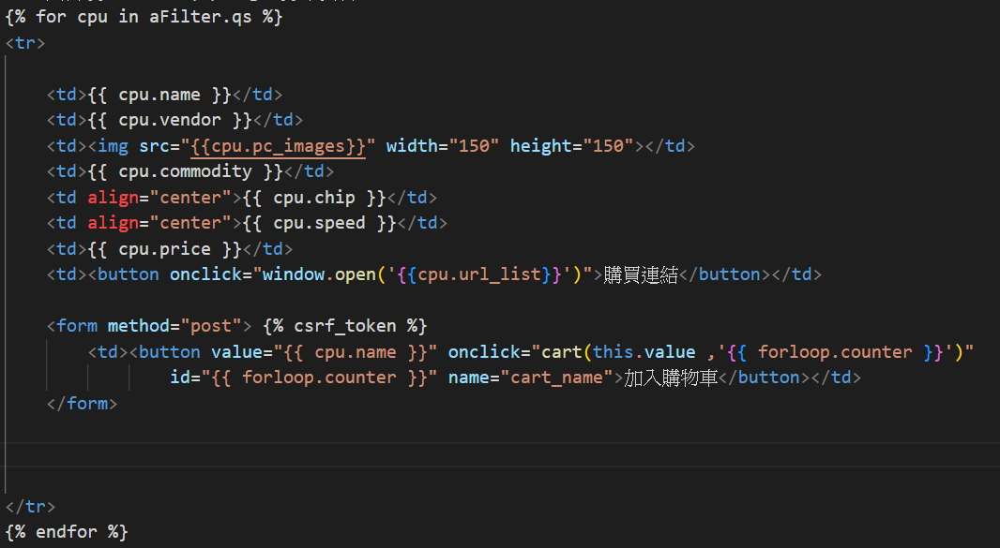 {% for cpu in aFilter.qs %}
<tr>
<td>{{ cpu.name }}</td>
<td>{{ cpu.vendor }}</td>
<td><img src="{{cpu.pc_images}}" width="150" height="150"></td>
<td>{{ cpu.commodity }}</td>
<td align="center">{{ cpu.chip }}</td>
<td align="center">{{ cpu.speed }}</td>
<td>{{ cpu.price }}</td>
<td><button onclick="window.open('{{cpu.url_list}}')">購買連結</button></td>
<form method="post"> {% csrf_token %}
<td><button value="{{ cpu.name }}" onclick="cart(this.value ,'{{ forloop.counter }}')"
id="{{ forloop.counter }}" name="cart_name">加入購物車</button></td>
</form>
</tr>
{% endfor %}